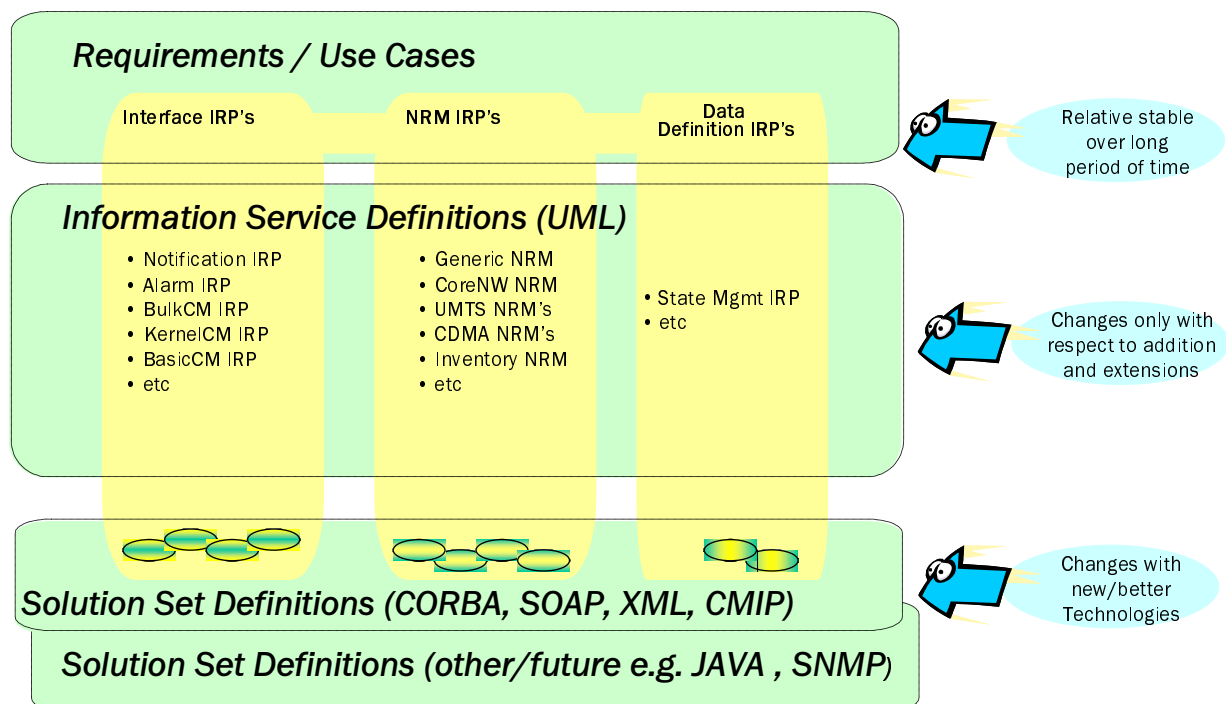 Requirements / Use Cases
Interface IRP's
NRM IRP's
Data
Definition IRP's
Relative stable
over long
period of time
Information Service Definitions (UML)
• Notification IRP
• Alarm IRP
• BulkCM IRP
• KernelCM IRP
• BasicCM IRP
• etc
• Generic NRM
• CoreNW NRM
• UMTS NRM's
• CDMA NRM's
• Inventory NRM
• etc
• State Mgmt IRP
• etc
Changes only with
respect to addition
and extensions
Solution Set Definitions (CORBA, SOAP, XML, CMIP)
Changes with
new/better
Technologies
Solution Set Definitions (other/future e.g. JAVA , SNMP)